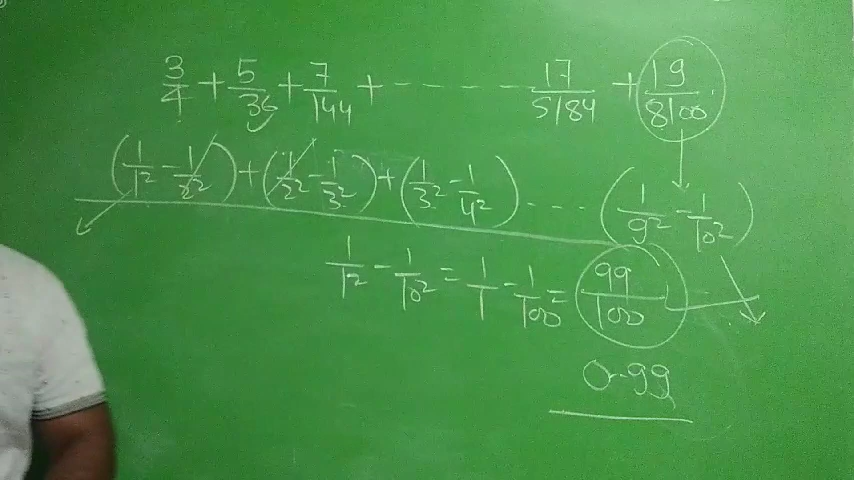 3/4 + 5/36 + 7/144 + ------- 17/5184 + 19/8100
(1/1² - 1/2²) + (1/2² - 1/3²) + (1/3² - 1/4²) ---- (1/9² - 1/10²)
1/1² - 1/10² = 1/1 - 1/100 = 99/100
0.99